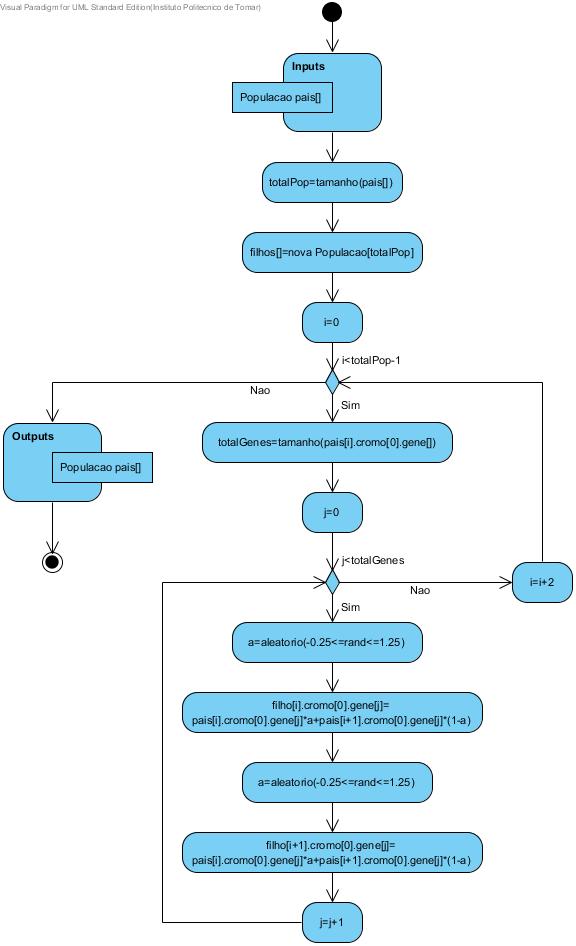 Visual Paradigm for UML Standard Edition(Instituto Politecnico de Tomar)
Inputs
Populacao pais[]
totalPop=tamanho(pais[])
filhos[]=nova Populacao[totalPop]
i=0
i<totalPop-1
Nao
Sim
Outputs
Populacao pais[]
totalGenes=tamanho(pais[i].cromo[0].gene[])
j=0
j<totalGenes
Nao
i=i+2
Sim
a=aleatorio(-0.25<=rand<=1.25)
filho[i].cromo[0].gene[j]=
pais[i].cromo[0].gene[j]*a+pais[i+1].cromo[0].gene[j]*(1-a)
a=aleatorio(-0.25<=rand<=1.25)
filho[i+1].cromo[0].gene[j]=
pais[i].cromo[0].gene[j]*a+pais[i+1].cromo[0].gene[j]*(1-a)
j=j+1